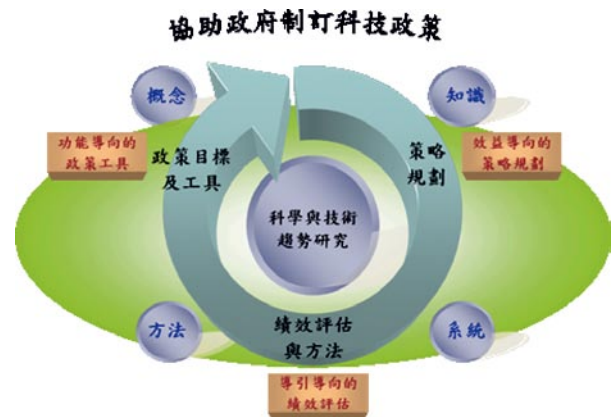 協助政府制訂科技政策
概念
知識
功能導向的
政策工具
政策目標
及工具
策略
規劃
效益導向的
策略規劃
科學與技術
趨勢研究
方法
績效評估
與方法
系統
導引導向的
績效評估